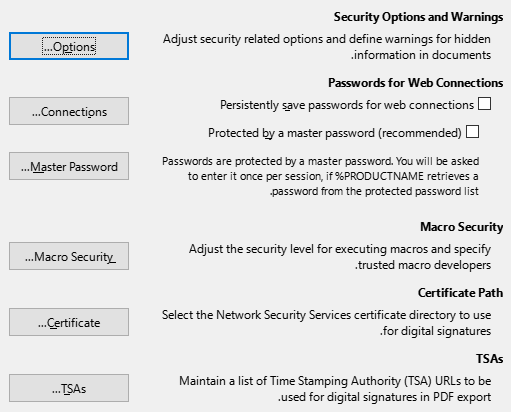 Security Options and Warnings
Adjust security related options and define warnings for hidden
.information in documents
...Options
Passwords for Web Connections
Persistently save passwords for web connections
...Connections
Protected by a master password (recommended)
Passwords are protected by a master password. You will be asked
to enter it once per session, if %PRODUCTNAME retrieves a
.password from the protected password list
...Master Password
Macro Security
Adjust the security level for executing macros and specify
.trusted macro developers
...Macro Security
Certificate Path
Select the Network Security Services certificate directory to use
.for digital signatures
...Certificate
TSAs
Maintain a list of Time Stamping Authority (TSA) URLs to be
.used for digital signatures in PDF export
...TSAs